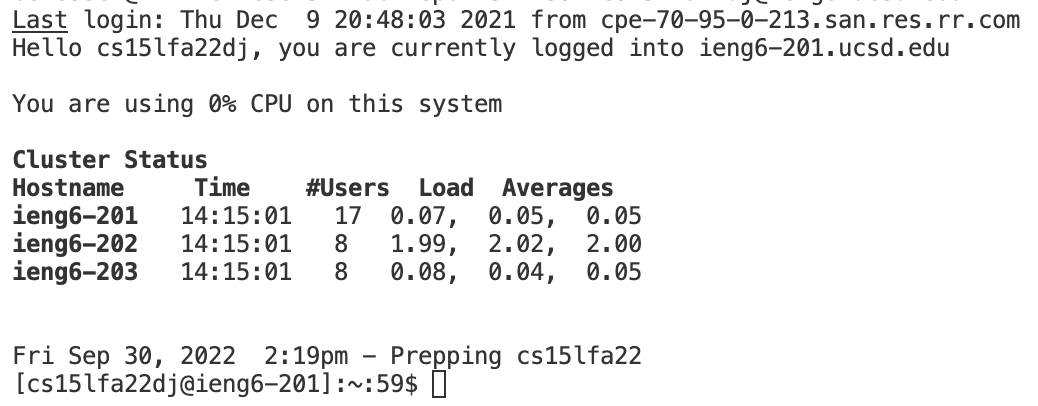 Last login: Thu Dec  9 20:48:03 2021 from cpe-70-95-0-213.san.res.rr.com
Hello cs15lfa22dj, you are currently logged into ieng6-201.ucsd.edu
You are using 0% CPU on this system
Cluster Status
Hostname     Time    #Users  Load  Averages
ieng6-201   14:15:01   17  0.07,  0.05,  0.05
ieng6-202   14:15:01   8   1.99,  2.02,  2.00
ieng6-203   14:15:01   8   0.08,  0.04,  0.05
Fri Sep 30, 2022  2:19pm - Prepping cs15lfa22
[cs15lfa22dj@ieng6-201]:~:59$